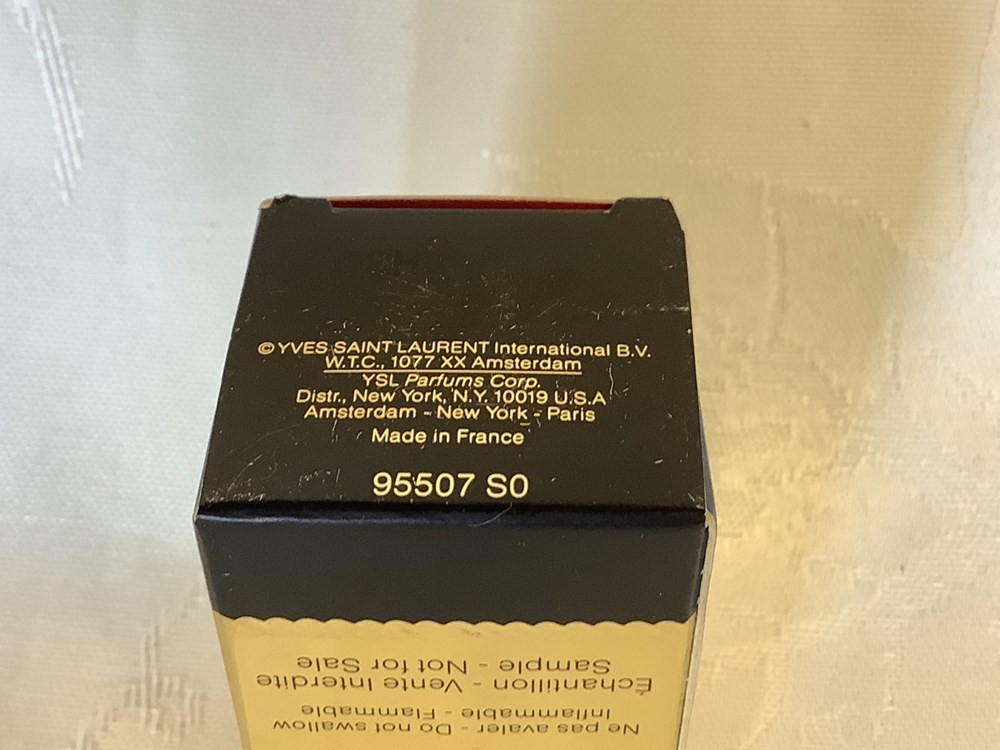 © YVES SAINT LAURENT International B.V.
W.T.C., 1077 XX Amsterdam
YSL Parfums Corp.
Distr., New York, N.Y. 10019 U.S.A
Amsterdam - New York - Paris
Made in France
95507 S0
Ne pas avaler - Do not swallow
Inflammable - Flammable
Échantillon - Vente Interdite
Sample - Not for Sale